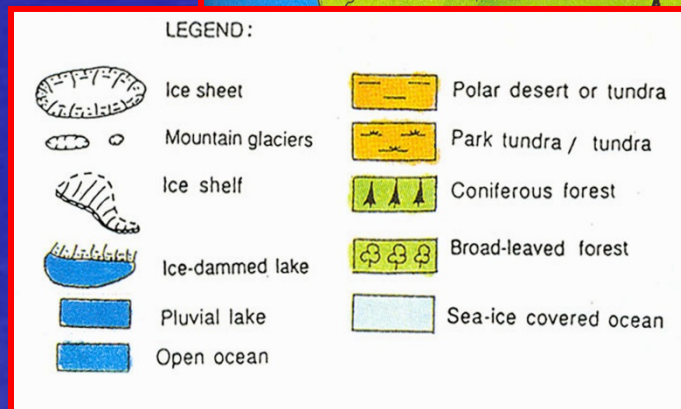 LEGEND:
Ice sheet
Mountain glaciers
Ice shelf
Ice-dammed lake
Pluvial lake
Open ocean
Polar desert or tundra
Park tundra / tundra
Coniferous forest
Broad-leaved forest
Sea-ice covered ocean